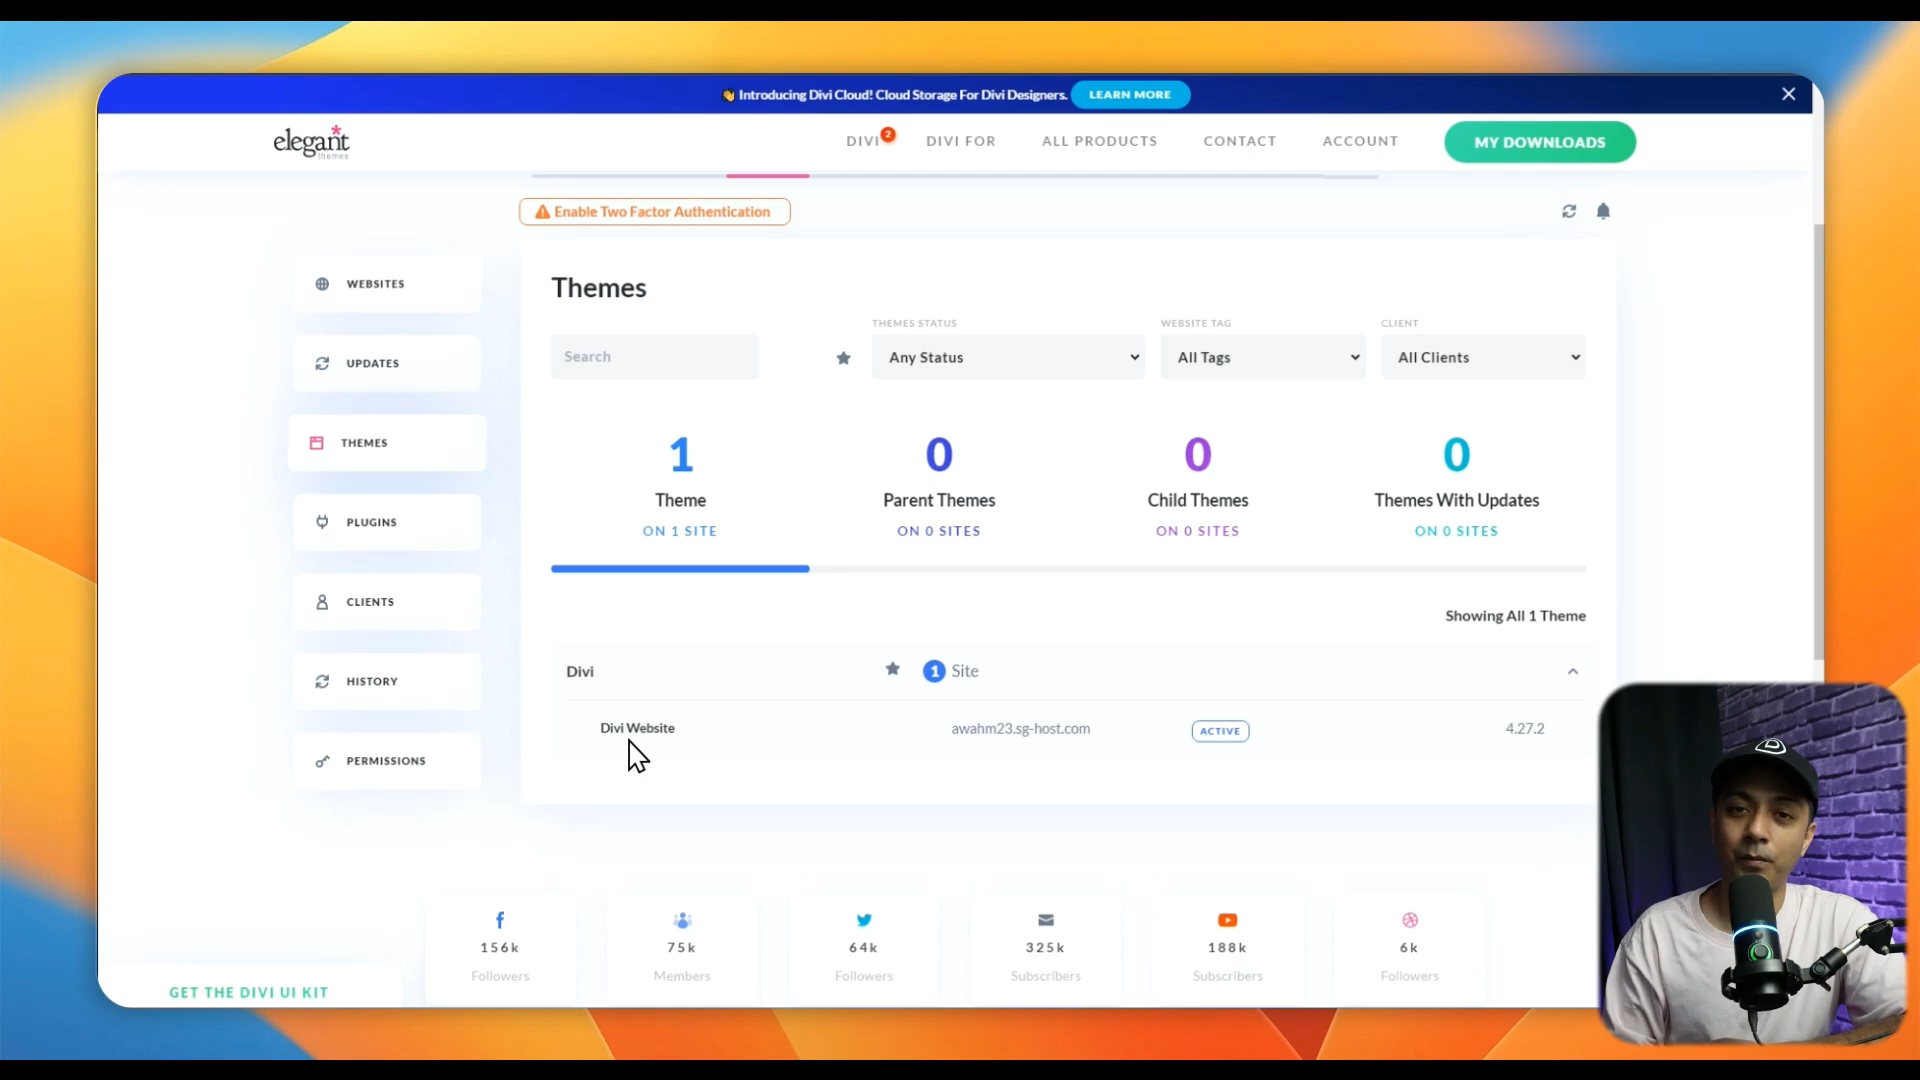 👋 Introducing Divi Cloud! Cloud Storage For Divi Designers. LEARN MORE
elegant themes
DIVI 2 DIVI FOR ALL PRODUCTS CONTACT ACCOUNT MY DOWNLOADS
Enable Two Factor Authentication
WEBSITES
UPDATES
THEMES
PLUGINS
CLIENTS
HISTORY
PERMISSIONS
Themes
THEMES STATUS WEBSITE TAG CLIENT
Search Any Status All Tags All Clients
1 0 0 0
Theme Parent Themes Child Themes Themes With Updates
ON 1 SITE ON 0 SITES ON 0 SITES ON 0 SITES
Showing All 1 Theme
Divi 1 Site
Divi Website awahm23.sg-host.com ACTIVE 4.27.2
156k 75k 64k 325k 188k 6k
Followers Members Followers Subscribers Subscribers Followers
GET THE DIVI UI KIT